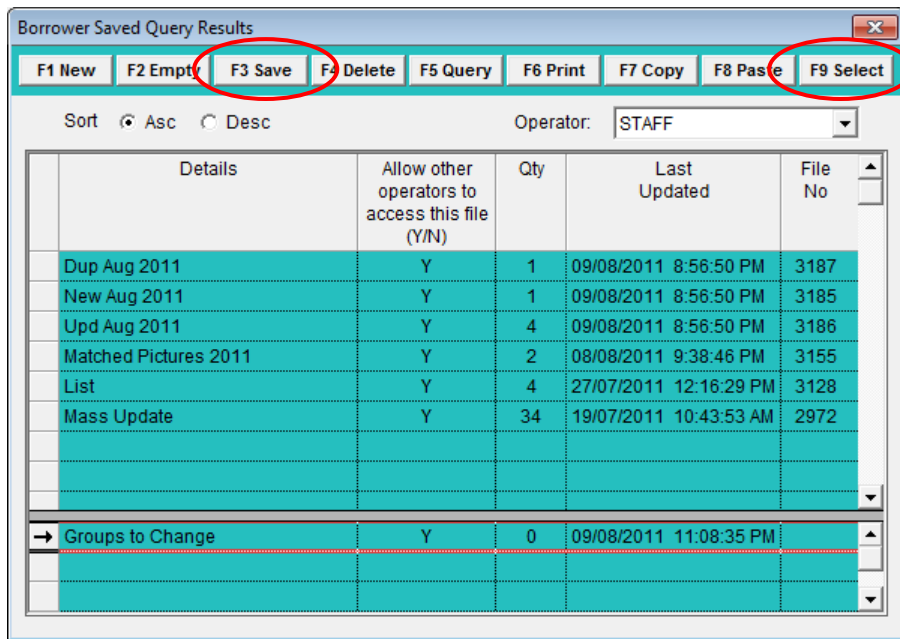 Borrower Saved Query Results
F1 New F2 Empty F3 Save F4 Delete F5 Query F6 Print F7 Copy F8 Paste F9 Select
Sort Asc Desc Operator: STAFF
Details Allow other Qty Last File
operators to Updated No
access this file
(Y/N)
Dup Aug 2011 Y 1 09/08/2011 8:56:50 PM 3187
New Aug 2011 Y 1 09/08/2011 8:56:50 PM 3185
Upd Aug 2011 Y 4 09/08/2011 8:56:50 PM 3186
Matched Pictures 2011 Y 2 08/08/2011 9:38:46 PM 3155
List Y 4 27/07/2011 12:16:29 PM 3128
Mass Update Y 34 19/07/2011 10:43:53 AM 2972
Groups to Change Y 0 09/08/2011 11:08:35 PM